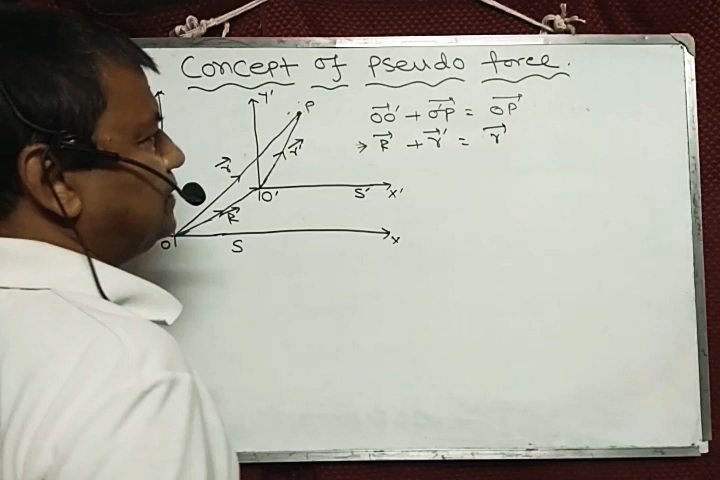 Concept of Pseudo force.
Y'
P
OO' + O'P = OP
⇒ R + r' = r
r
r'
R
O'
S'
X'
O
S
X